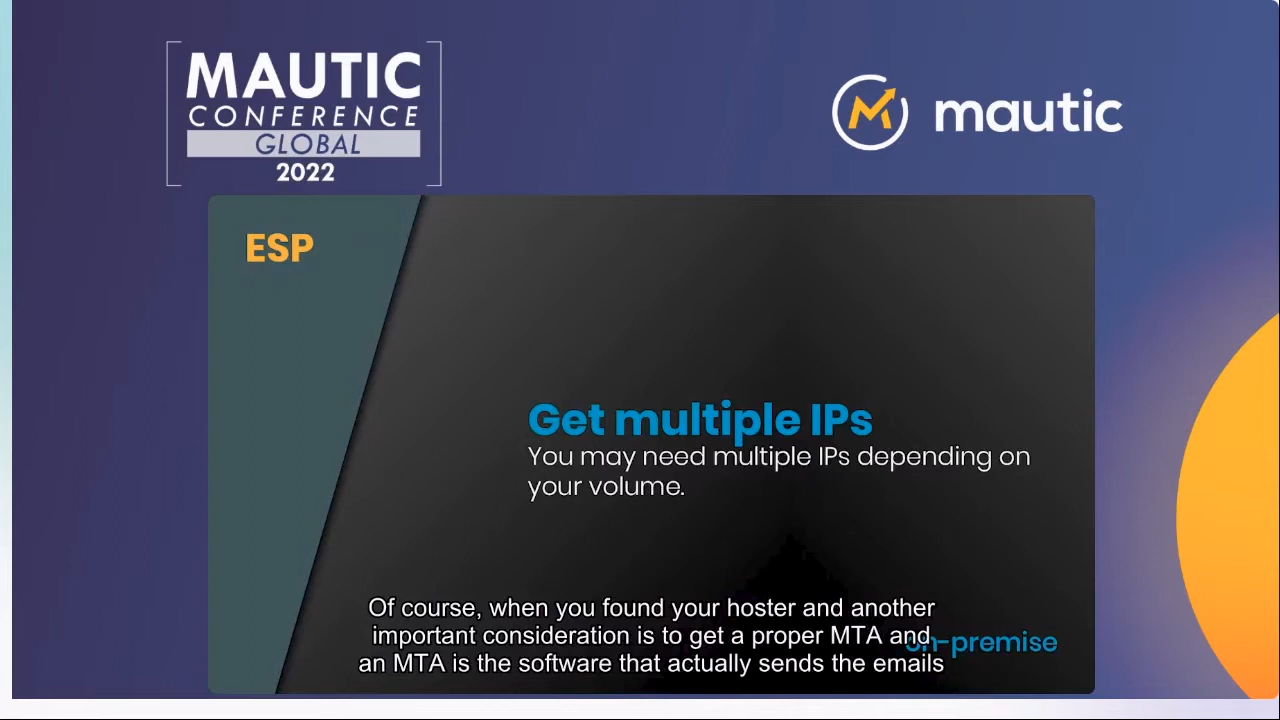 MAUTIC
CONFERENCE
GLOBAL
2022
mautic
ESP
Get multiple IPs
You may need multiple IPs depending on
your volume.
Of course, when you found your hoster and another
important consideration is to get a proper MTA and
an MTA is the software that actually sends the emails
on-premise